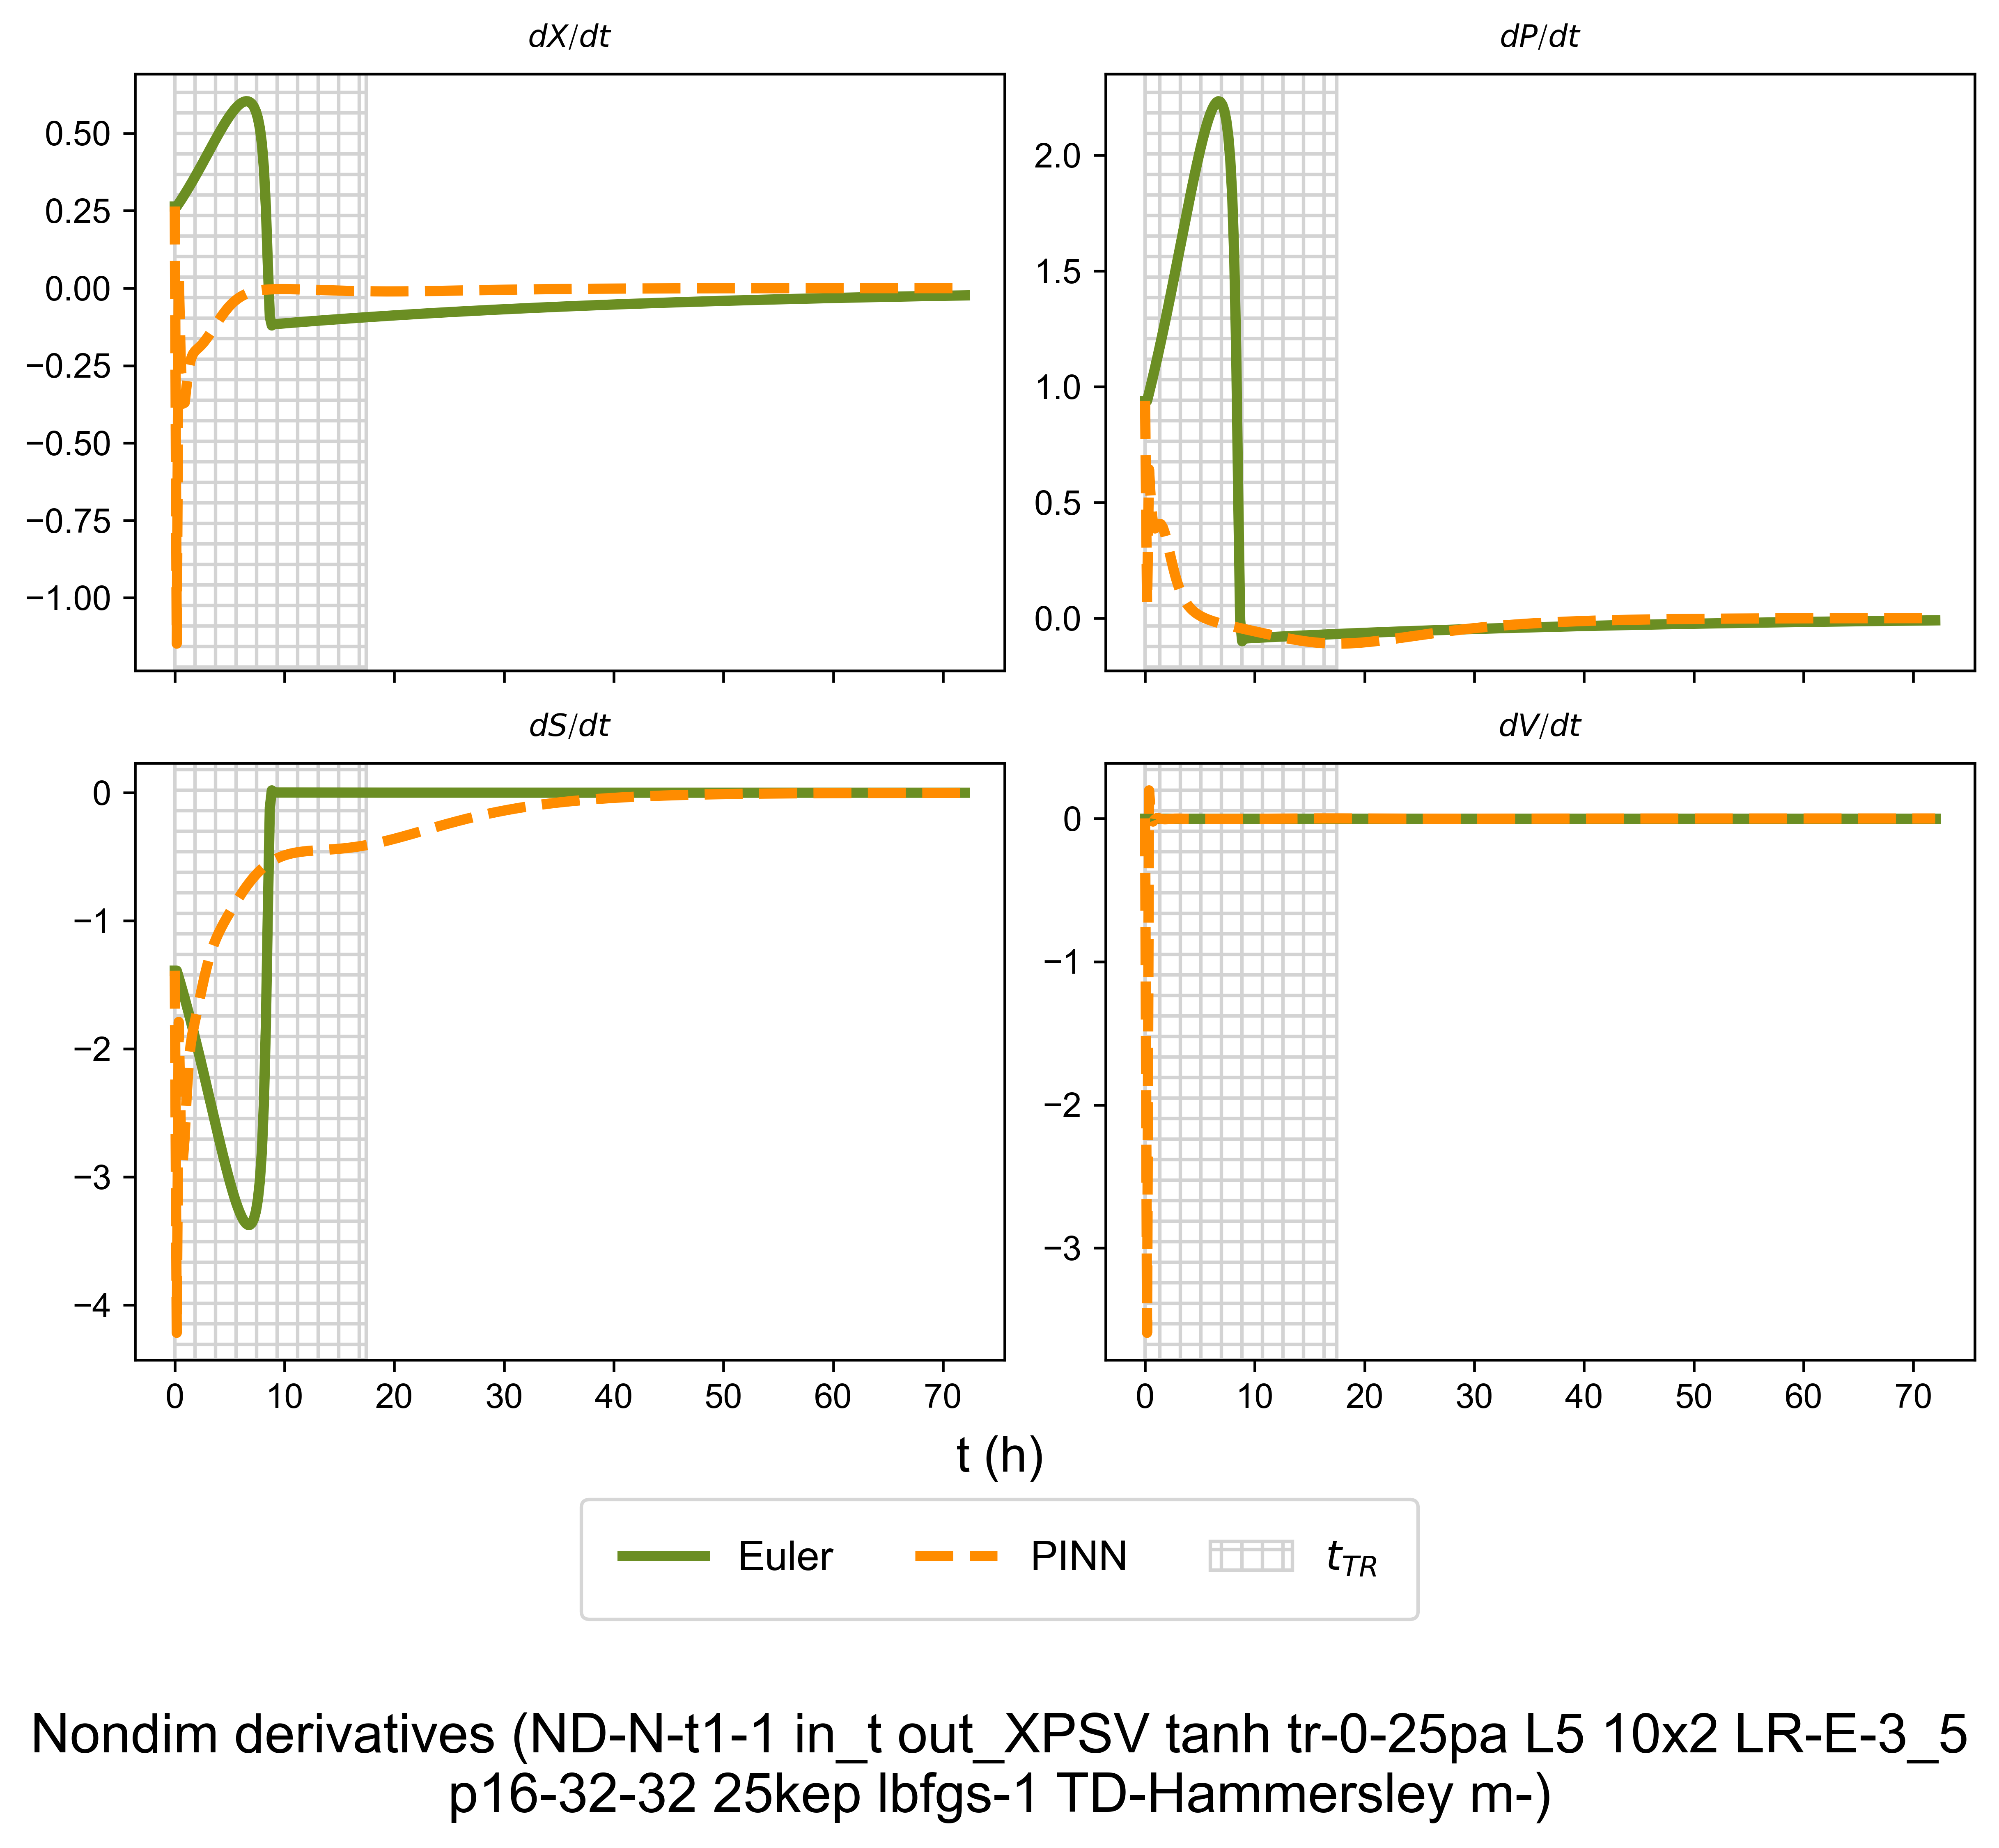 dX/dt
dP/dt
0.50
0.25
0.00
−0.25
−0.50
−0.75
−1.00
2.0
1.5
1.0
0.5
0.0
dS/dt
dV/dt
0
−1
−2
−3
−4
0
−1
−2
−3
0 10 20 30 40 50 60 70
0 10 20 30 40 50 60 70
t (h)
Euler PINN t_TR
Nondim derivatives (ND-N-t1-1 in_t out_XPSV tanh tr-0-25pa L5 10x2 LR-E-3_5
p16-32-32 25kep lbfgs-1 TD-Hammersley m-)